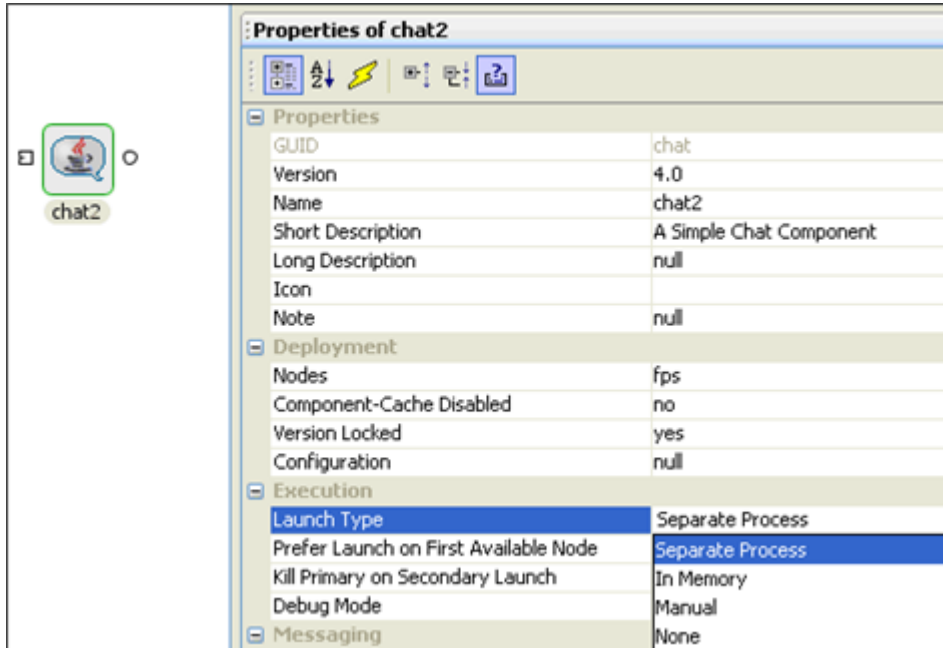 Properties of chat2
Properties
GUID chat
Version 4.0
Name chat2
Short Description A Simple Chat Component
Long Description null
Icon
Note null
Deployment
Nodes fps
Component-Cache Disabled no
Version Locked yes
Configuration null
Execution
Launch Type Separate Process
Prefer Launch on First Available Node Separate Process
Kill Primary on Secondary Launch In Memory
Debug Mode Manual
Messaging None
chat2